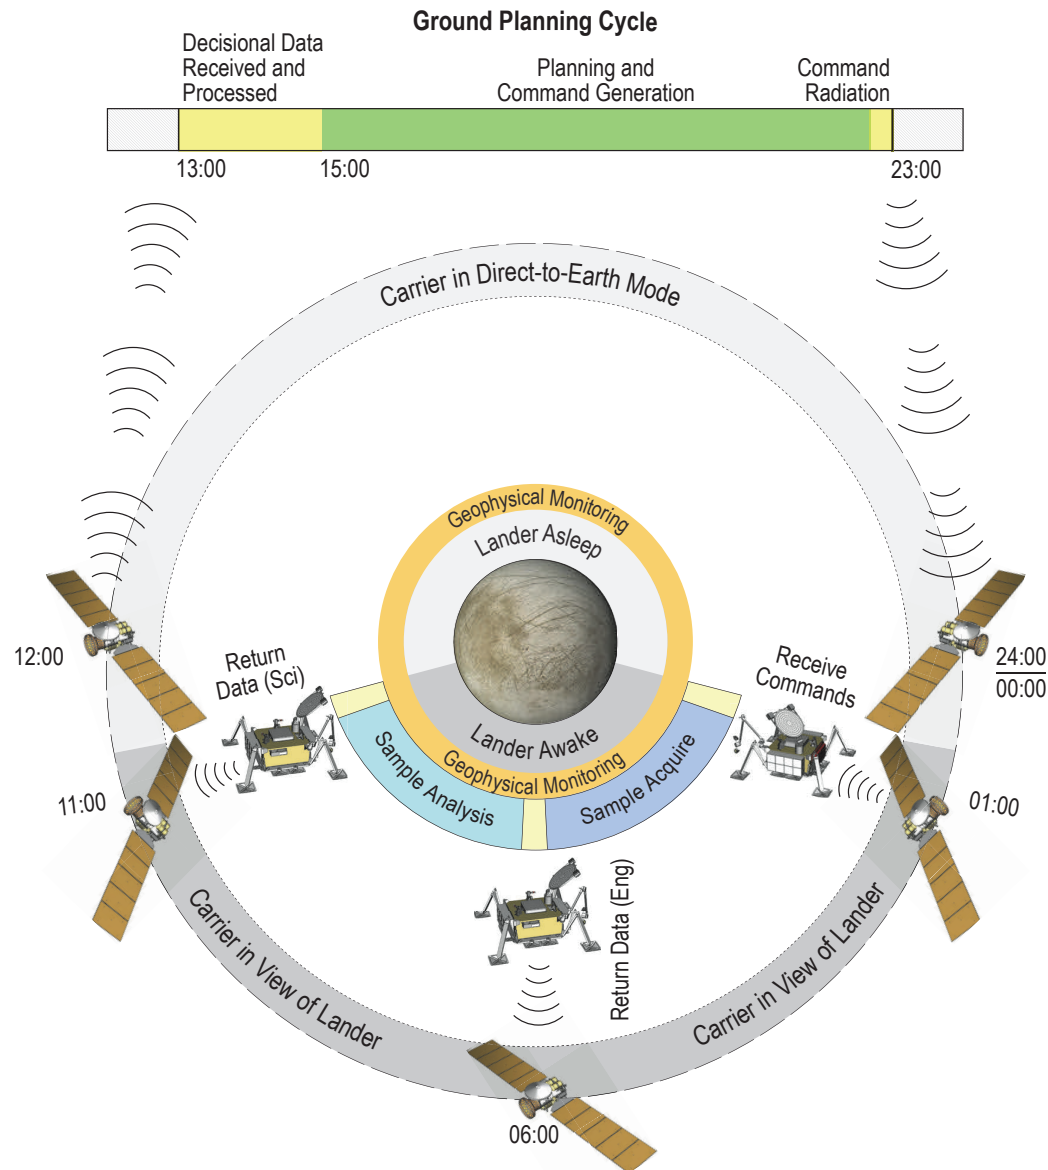 Ground Planning Cycle
Decisional Data
Received and
Processed
Planning and
Command Generation
Command
Radiation
13:00
15:00
23:00
Carrier in Direct-to-Earth Mode
Geophysical Monitoring
Lander Asleep
12:00
Return
Data (Sci)
Receive
Commands
24:00
00:00
Lander Awake
Geophysical Monitoring
Sample Analysis
Sample Acquire
11:00
01:00
Return Data (Eng)
Carrier in View of Lander
Carrier in View of Lander
06:00